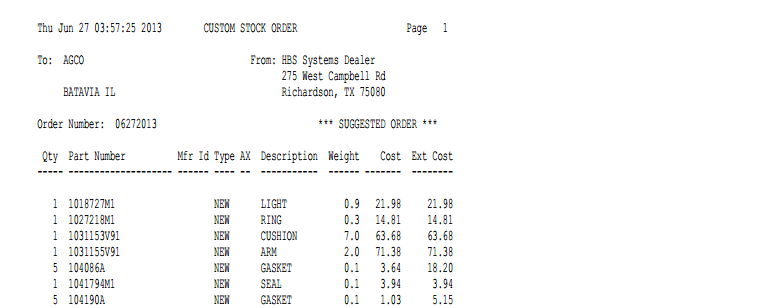 Thu Jun 27 03:57:25 2013 CUSTOM STOCK ORDER Page 1
To: AGCO From: HBS Systems Dealer
275 West Campbell Rd
BATAVIA IL Richardson, TX 75080
Order Number: 06272013 *** SUGGESTED ORDER ***
Qty Part Number Mfr Id Type AX Description Weight Cost Ext Cost
----- -------------------- ------ ---- -- ----------- ------ ------- --------
1 1018727M1 NEW LIGHT 0.9 21.98 21.98
1 1027218M1 NEW RING 0.3 14.81 14.81
1 1031153V91 NEW CUSHION 7.0 63.68 63.68
1 1031155V91 NEW ARM 2.0 71.38 71.38
5 104086A NEW GASKET 0.1 3.64 18.20
1 1041794M1 NEW SEAL 0.1 3.94 3.94
5 104190A NEW GASKET 0.1 1.03 5.15